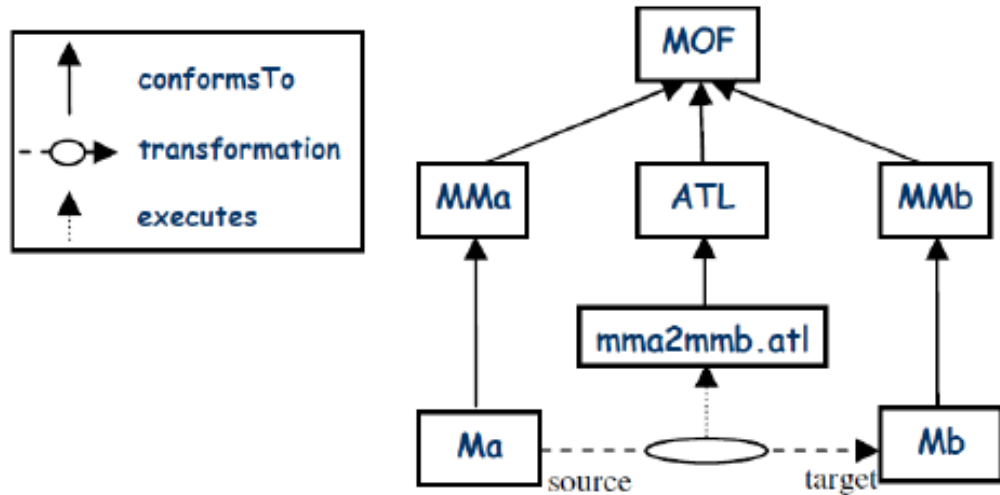 conformsTo
transformation
executes
MOF
MMa
ATL
MMb
mma2mmb.atl
Ma
Mb
source
target